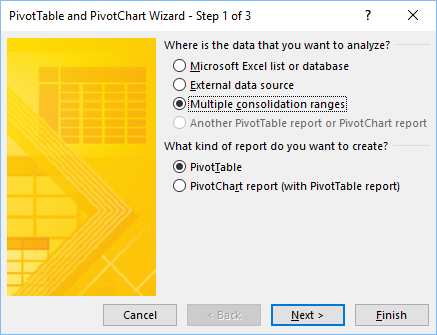 PivotTable and PivotChart Wizard - Step 1 of 3
? ×
Where is the data that you want to analyze?
Microsoft Excel list or database
External data source
Multiple consolidation ranges
Another PivotTable report or PivotChart report
What kind of report do you want to create?
PivotTable
PivotChart report (with PivotTable report)
Cancel < Back Next > Finish